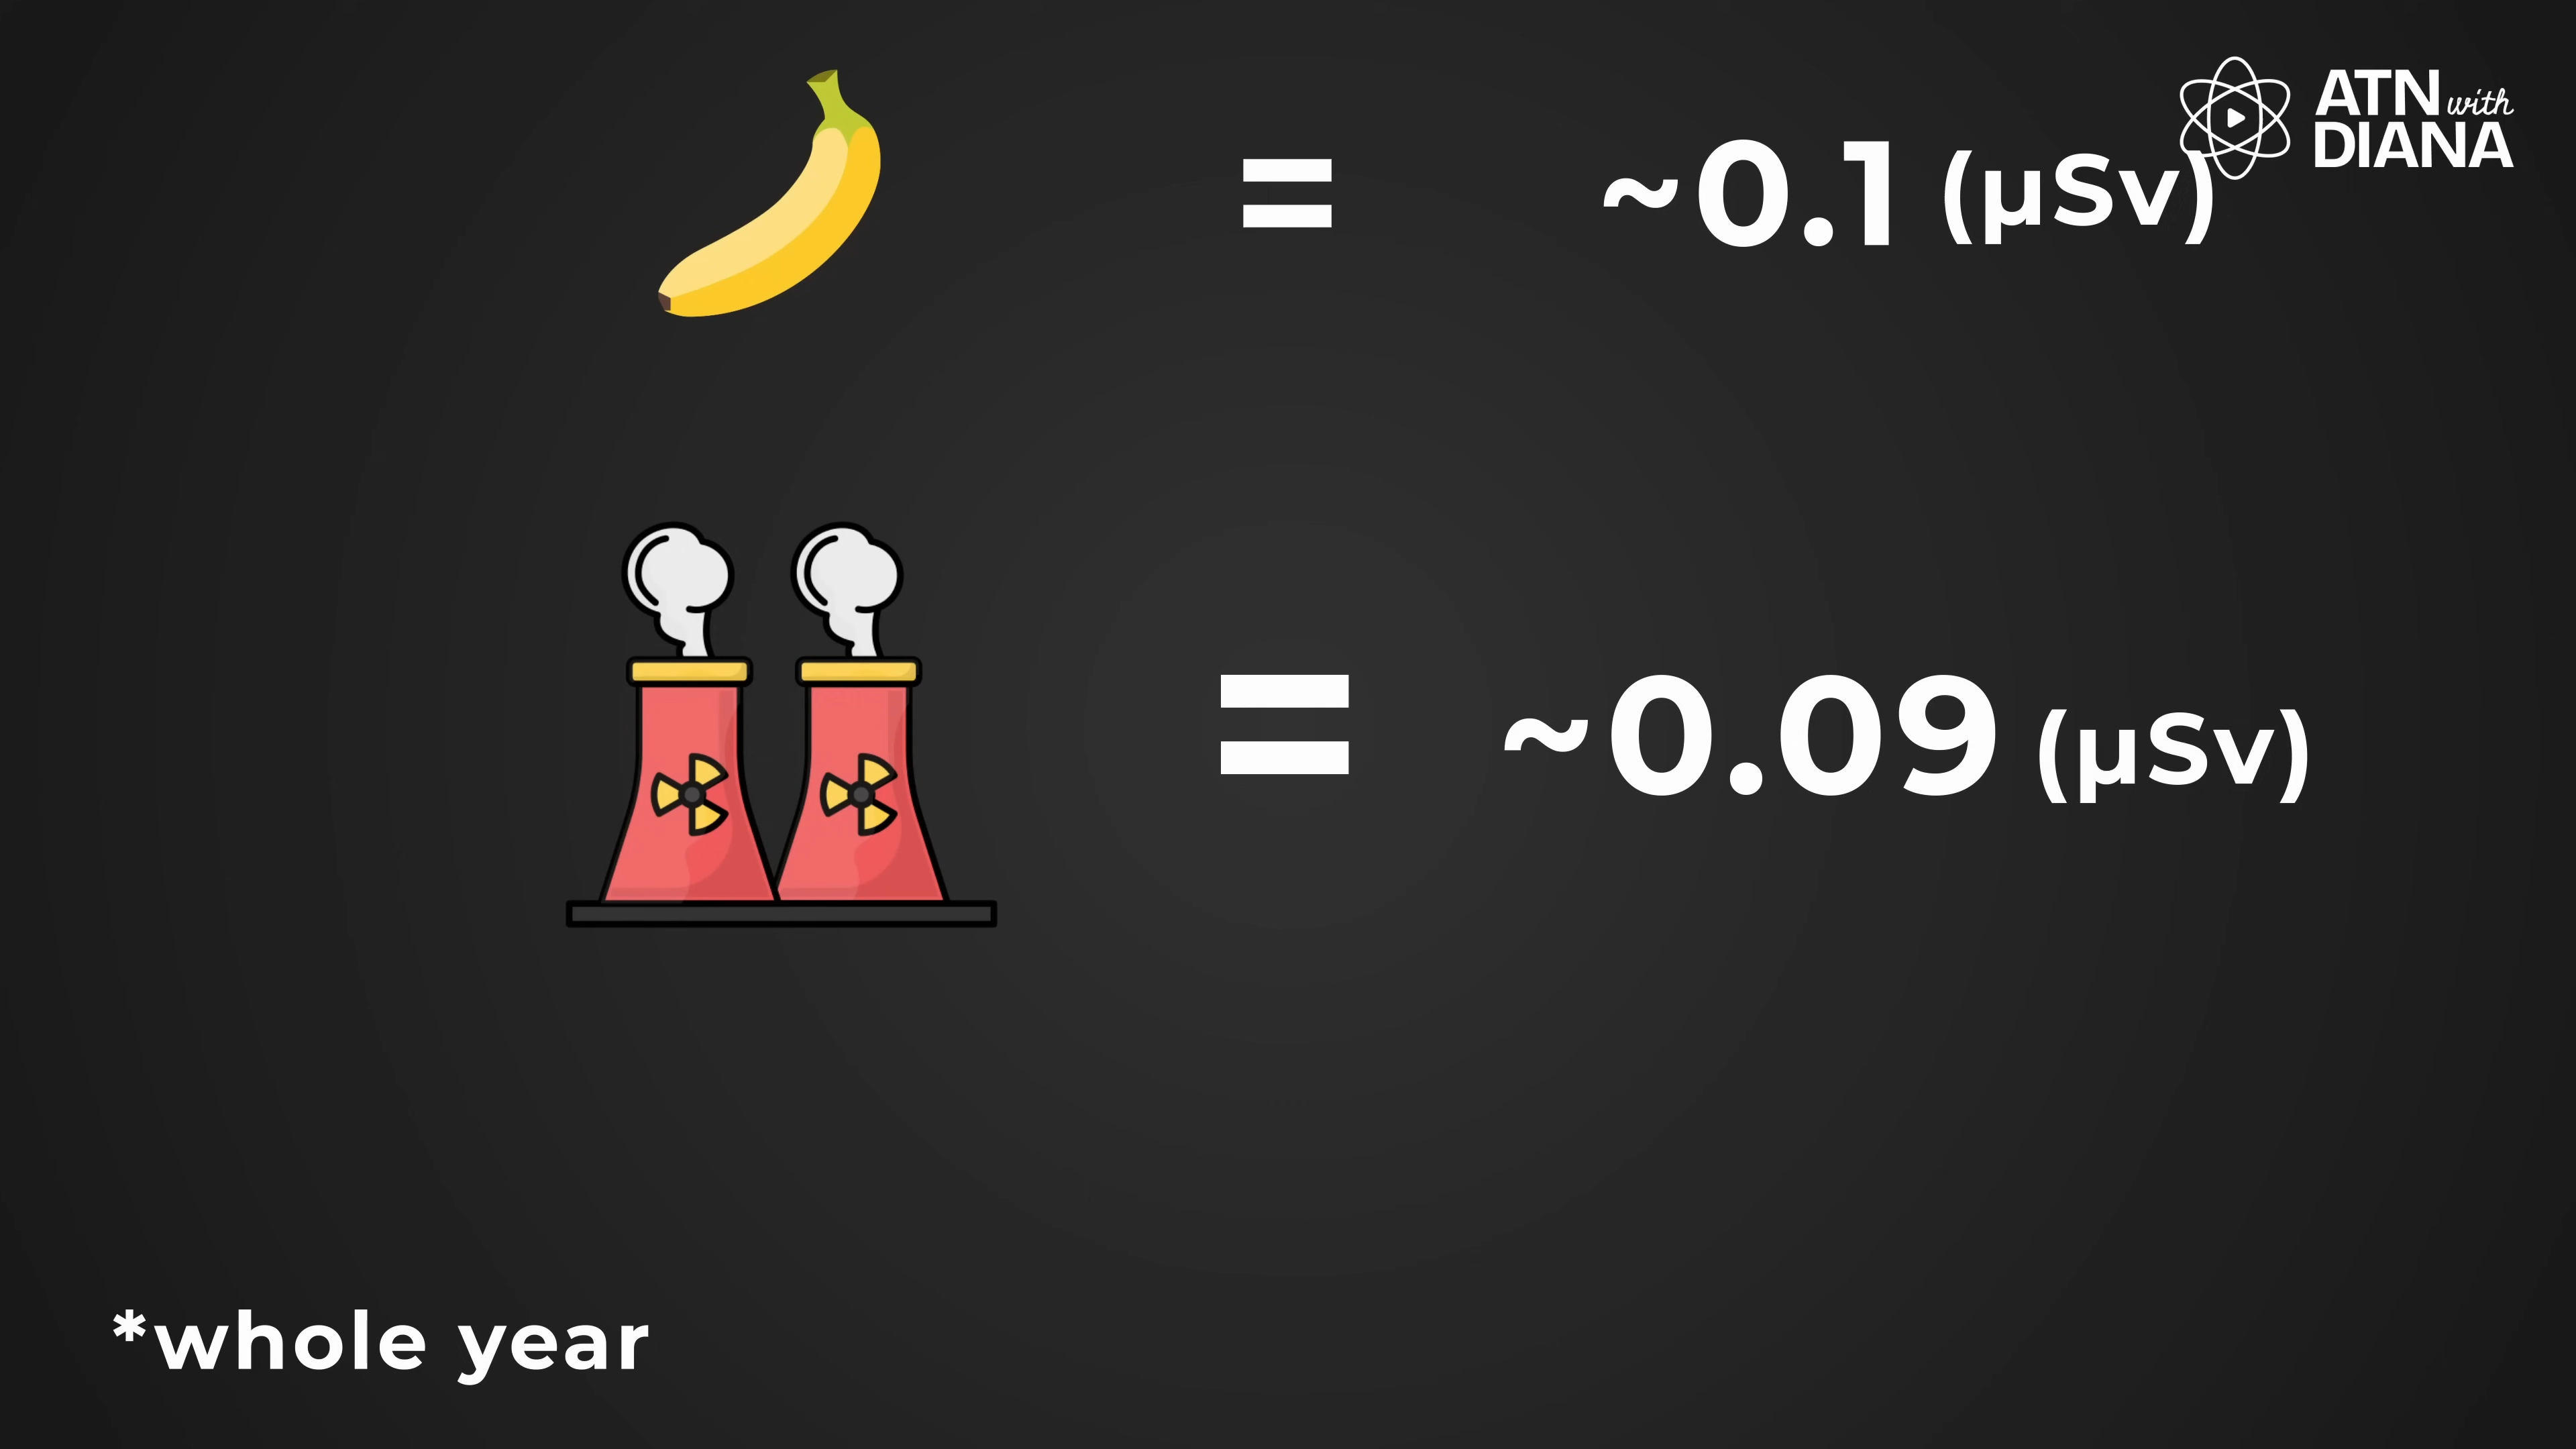 ATN with
DIANA
= ~0.1 (μSv)
= ~0.09 (μSv)
*whole year